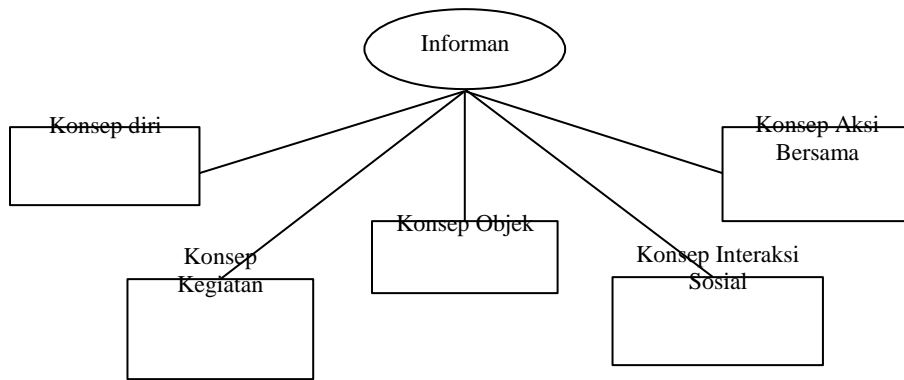 Informan
Konsep diri
Konsep Aksi
Bersama
Konsep Objek
Konsep
Kegiatan
Konsep Interaksi
Sosial